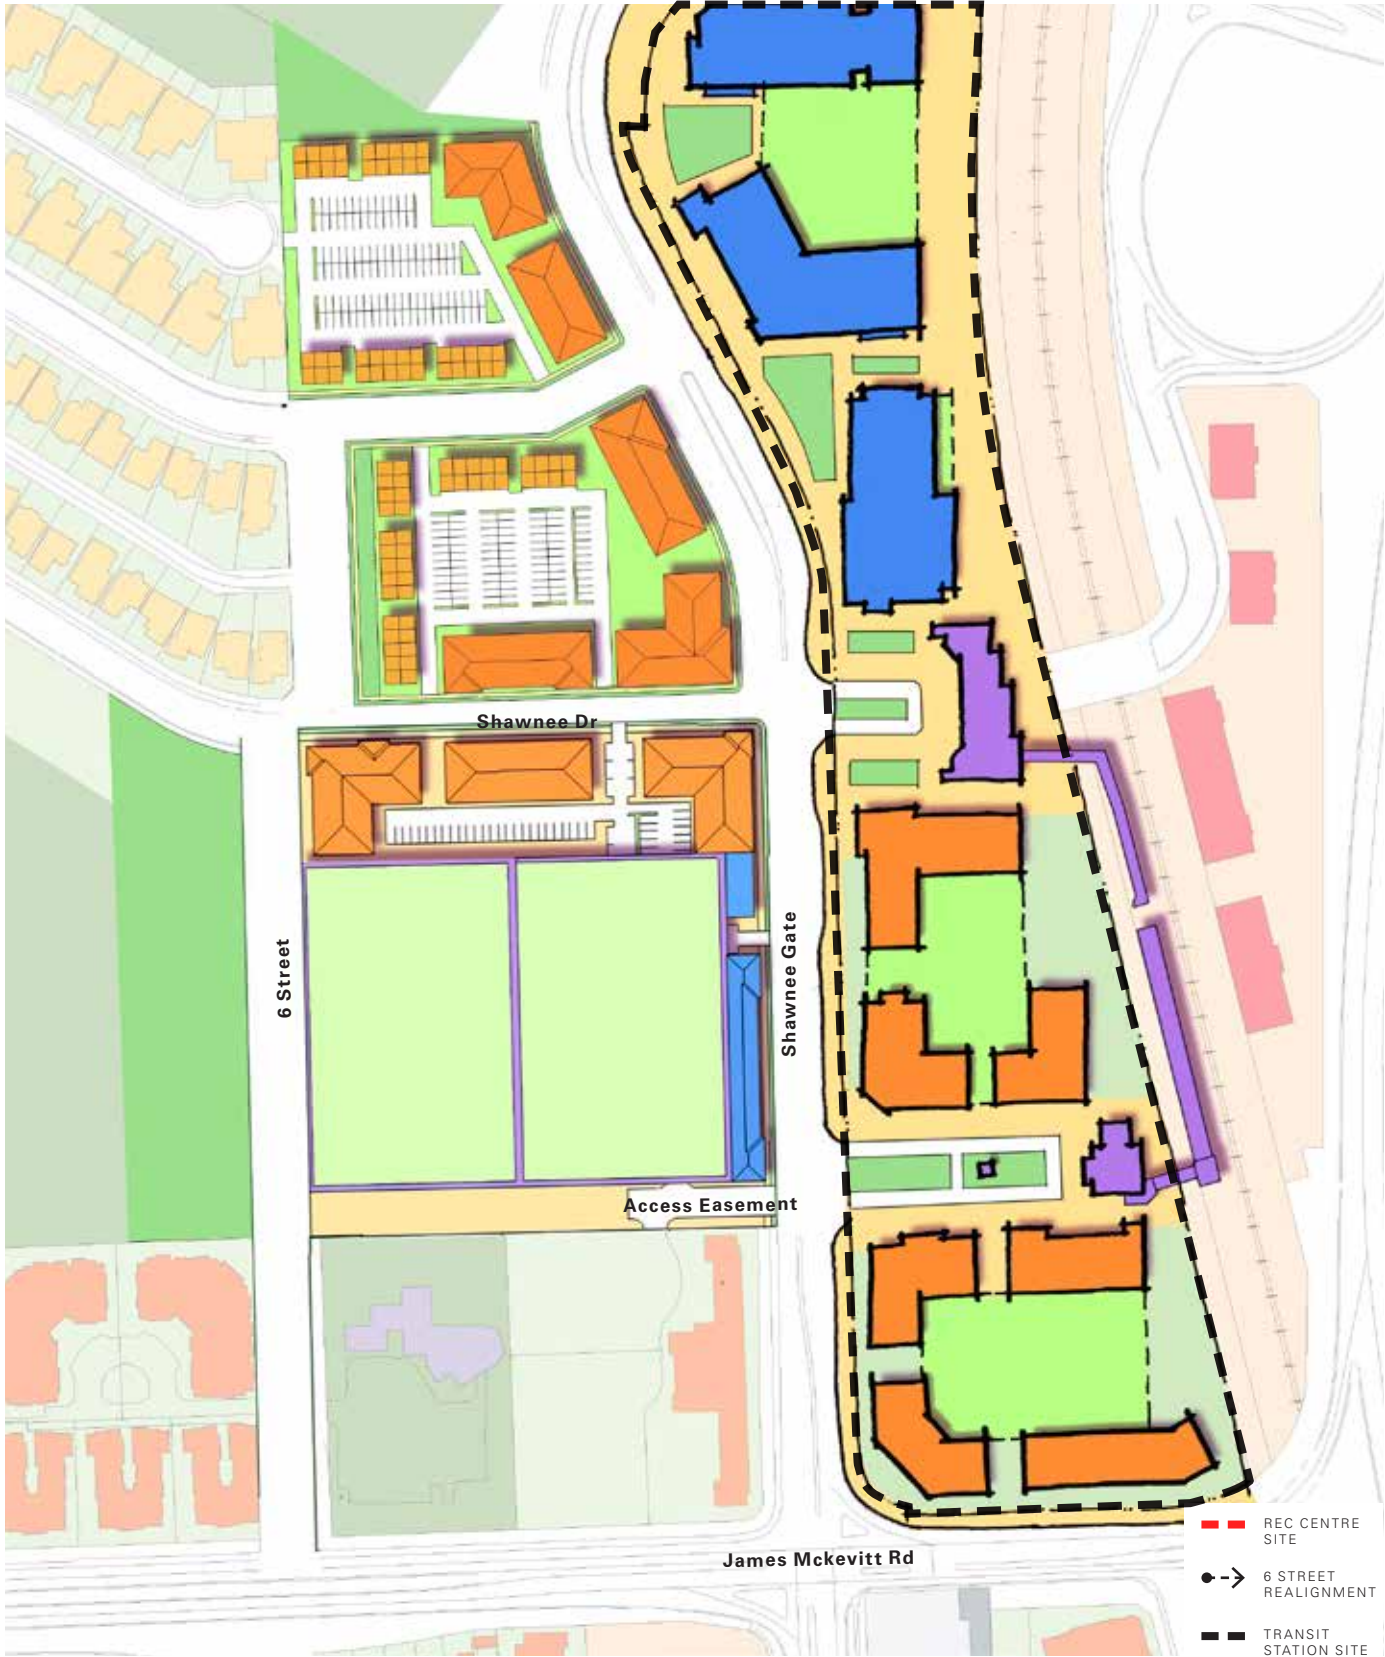 Shawnee Dr
6 Street
Shawnee Gate
Access Easement
James Mckevitt Rd
REC CENTRE
SITE
6 STREET
REALIGNMENT
TRANSIT
STATION SITE